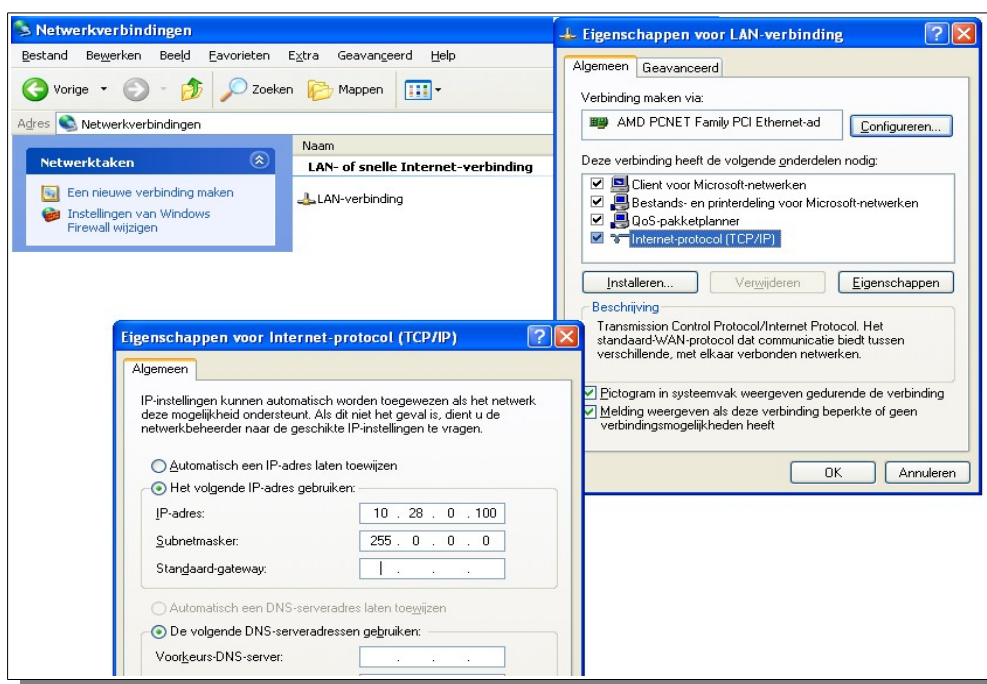 Netwerkverbindingen
Bestand Bewerken Beeld Favorieten Extra Geavanceerd Help
Vorige Zoeken Mappen
Adres Netwerkverbindingen
Netwerktaken
Een nieuwe verbinding maken
Instellingen van Windows
Firewall wijzigen
Naam
LAN- of snelle Internet-verbinding
LAN-verbinding
Eigenschappen voor LAN-verbinding
Algemeen Geavanceerd
Verbinding maken via:
AMD PCNET Family PCI Ethernet-ad Configureren...
Deze verbinding heeft de volgende onderdelen nodig:
Client voor Microsoft-netwerken
Bestands- en printerdeling voor Microsoft-netwerken
QoS-pakketplanner
Internet-protocol (TCP/IP)
Installeren... Verwijderen Eigenschappen
Beschrijving
Transmission Control Protocol/Internet Protocol. Het
standaard-WAN-protocol dat communicatie biedt tussen
verschillende, met elkaar verbonden netwerken.
Pictogram in systeemvak weergeven gedurende de verbinding
Melding weergeven als deze verbinding beperkte of geen
verbindingsmogelijkheden heeft
OK Annuleren
Eigenschappen voor Internet-protocol (TCP/IP)
Algemeen
IP-instellingen kunnen automatisch worden toegewezen als het netwerk
deze mogelijkheid ondersteunt. Als dit niet het geval is, dient u de
netwerkbeheerder naar de geschikte IP-instellingen te vragen.
Automatisch een IP-adres laten toewijzen
Het volgende IP-adres gebruiken:
IP-adres: 10 . 28 . 0 . 100
Subnetmasker: 255 . 0 . 0 . 0
Standaard-gateway: . . .
Automatisch een DNS-serveradres laten toewijzen
De volgende DNS-serveradressen gebruiken:
Voorkeurs-DNS-server: . . .